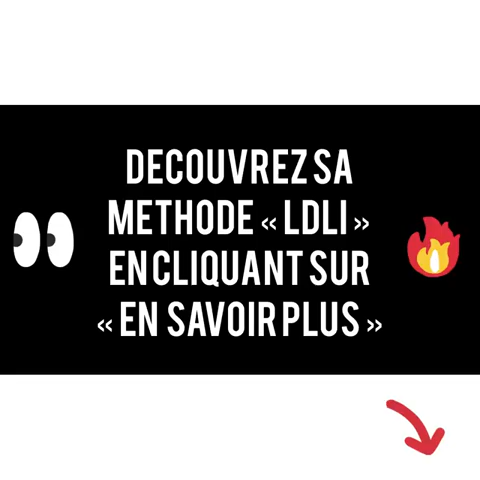 DECOUVREZ SA
METHODE « LDLI »
EN CLIQUANT SUR
« EN SAVOIR PLUS »